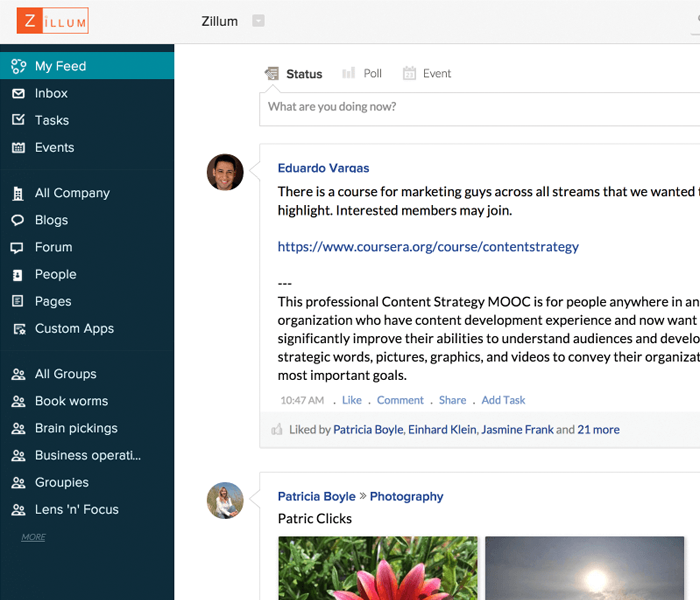 ZILLUM
Zillum
My Feed
Inbox
Tasks
Events
All Company
Blogs
Forum
People
Pages
Custom Apps
All Groups
Book worms
Brain pickings
Business operati...
Groupies
Lens 'n' Focus
MORE
Status Poll Event
What are you doing now?
Eduardo Vargas
There is a course for marketing guys across all streams that we wanted
highlight. Interested members may join.
https://www.coursera.org/course/contentstrategy
---
This professional Content Strategy MOOC is for people anywhere in an
organization who have content development experience and now want
significantly improve their abilities to understand audiences and develo
strategic words, pictures, graphics, and videos to convey their organizat
most important goals.
10:47 AM . Like . Comment . Share . Add Task
Liked by Patricia Boyle, Einhard Klein, Jasmine Frank and 21 more
Patricia Boyle » Photography
Patric Clicks